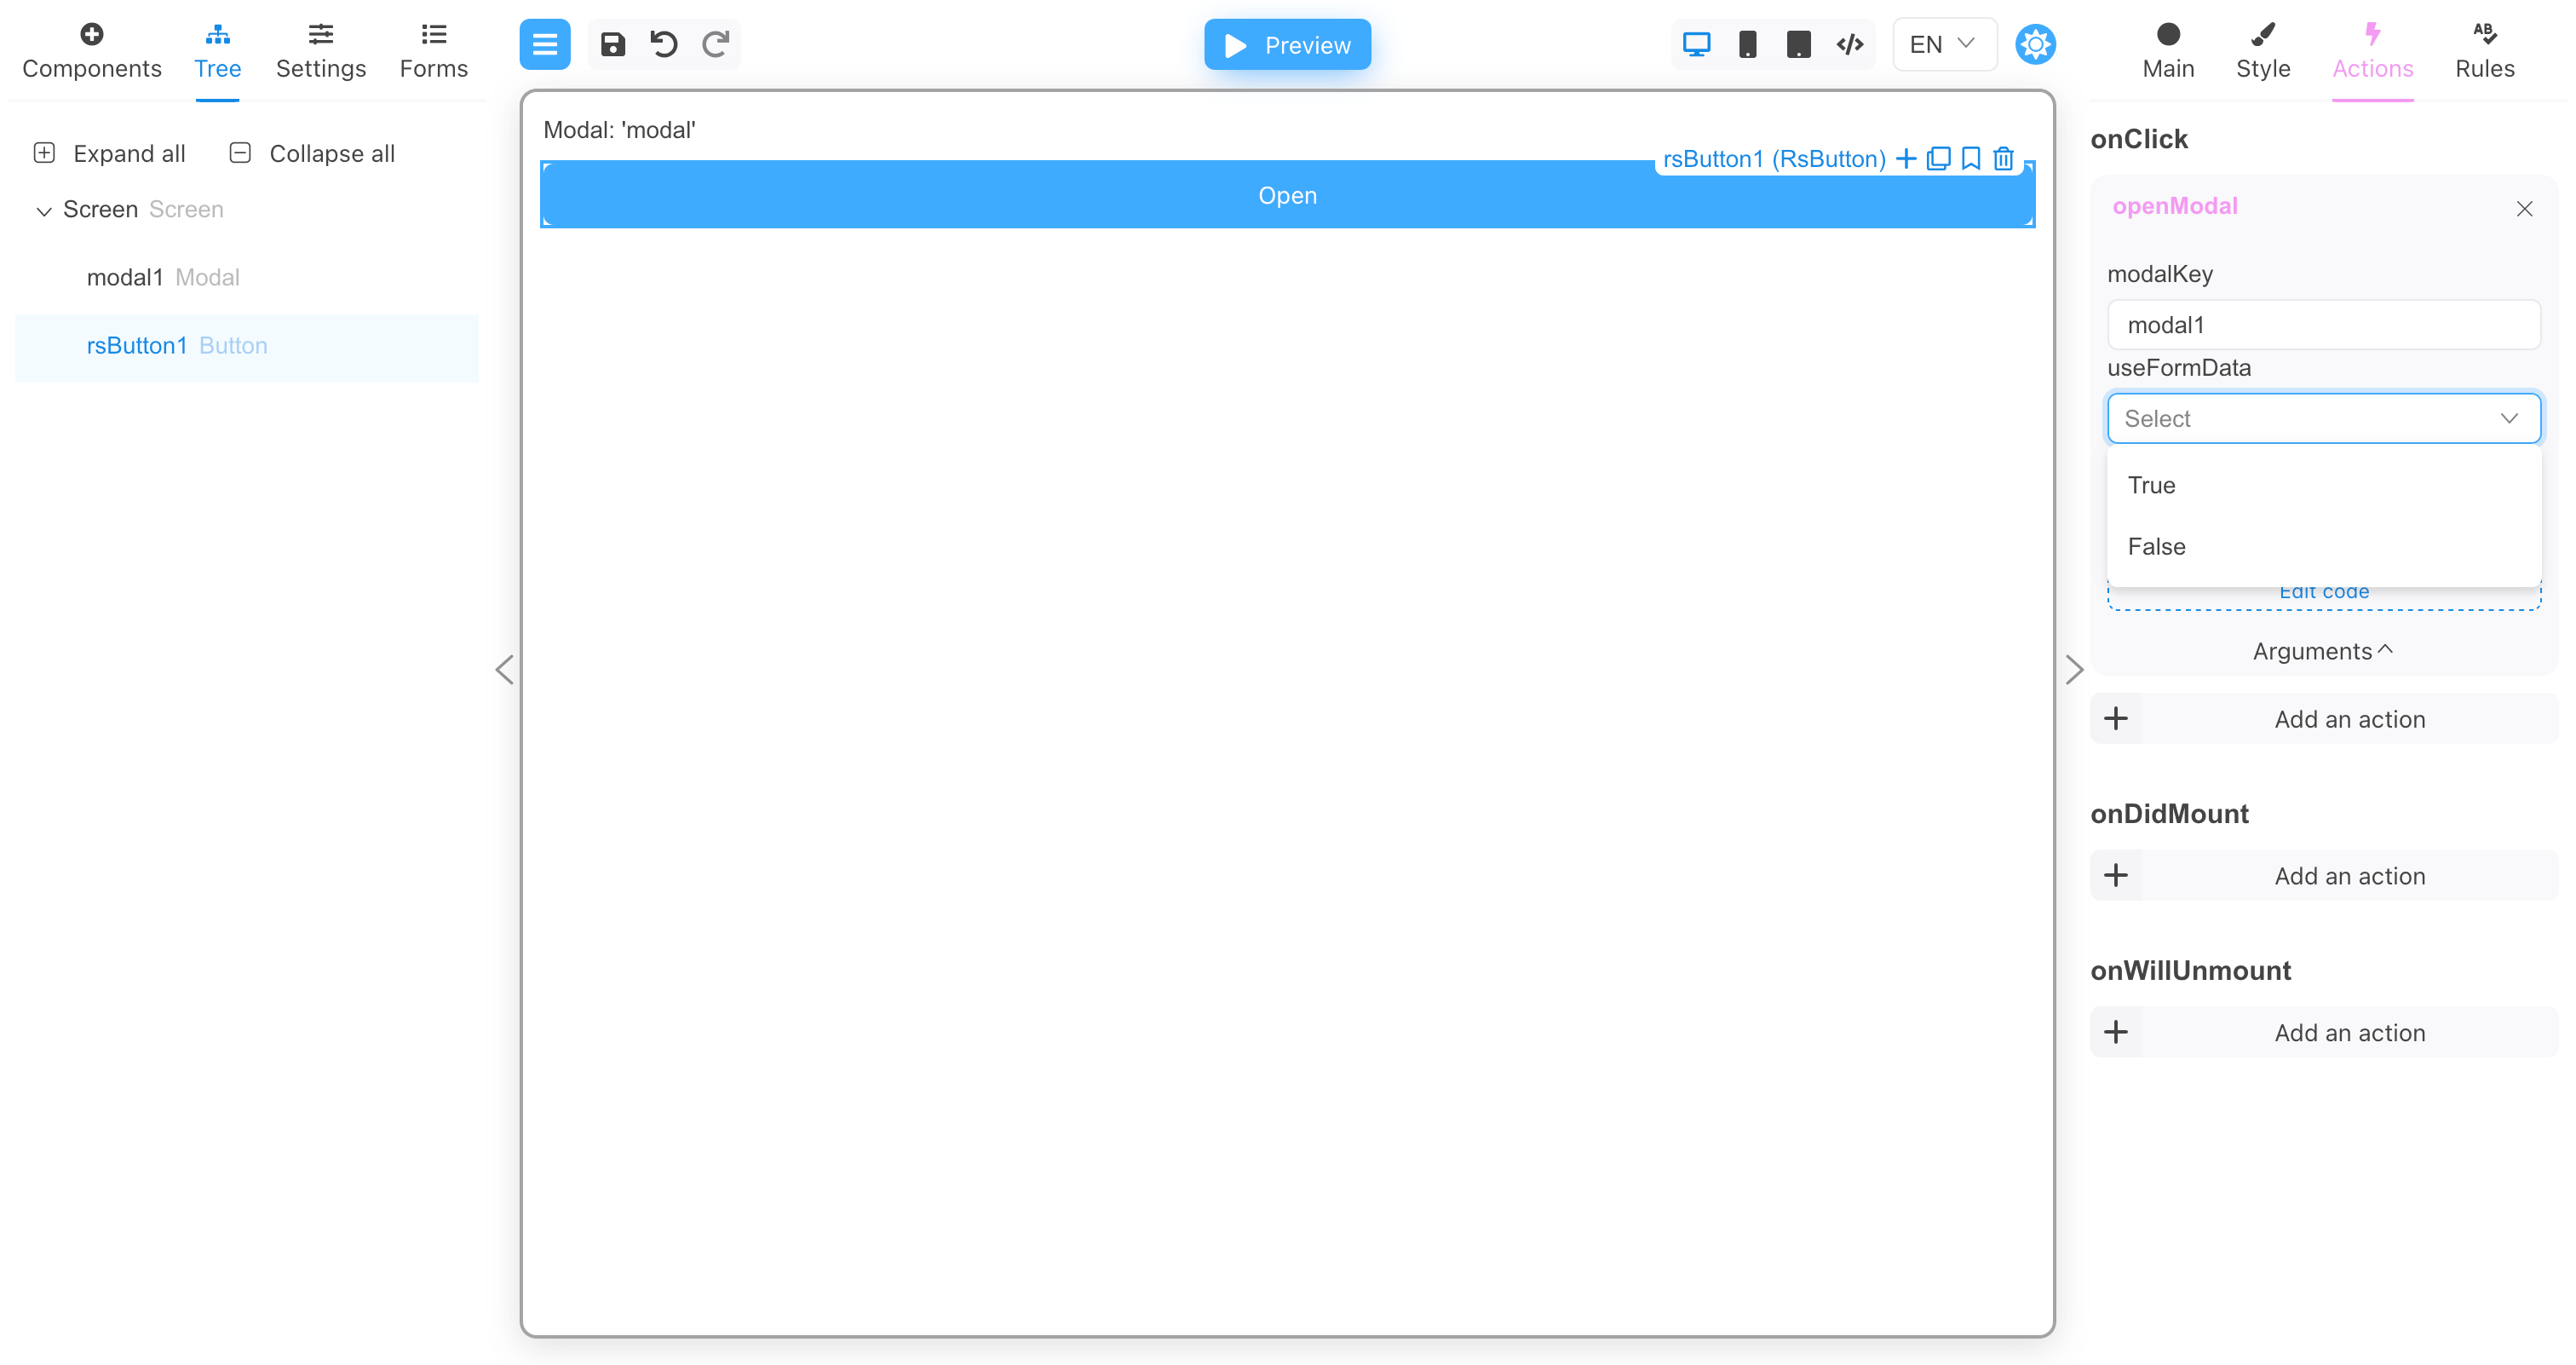 Components Tree Settings Forms
Preview
EN
Main Style Actions Rules
Expand all Collapse all
Screen Screen
modal1 Modal
rsButton1 Button
Modal: 'modal'
rsButton1 (RsButton)
Open
onClick
openModal
modalKey
modal1
useFormData
Select
True
False
Edit code
Arguments
Add an action
onDidMount
Add an action
onWillUnmount
Add an action